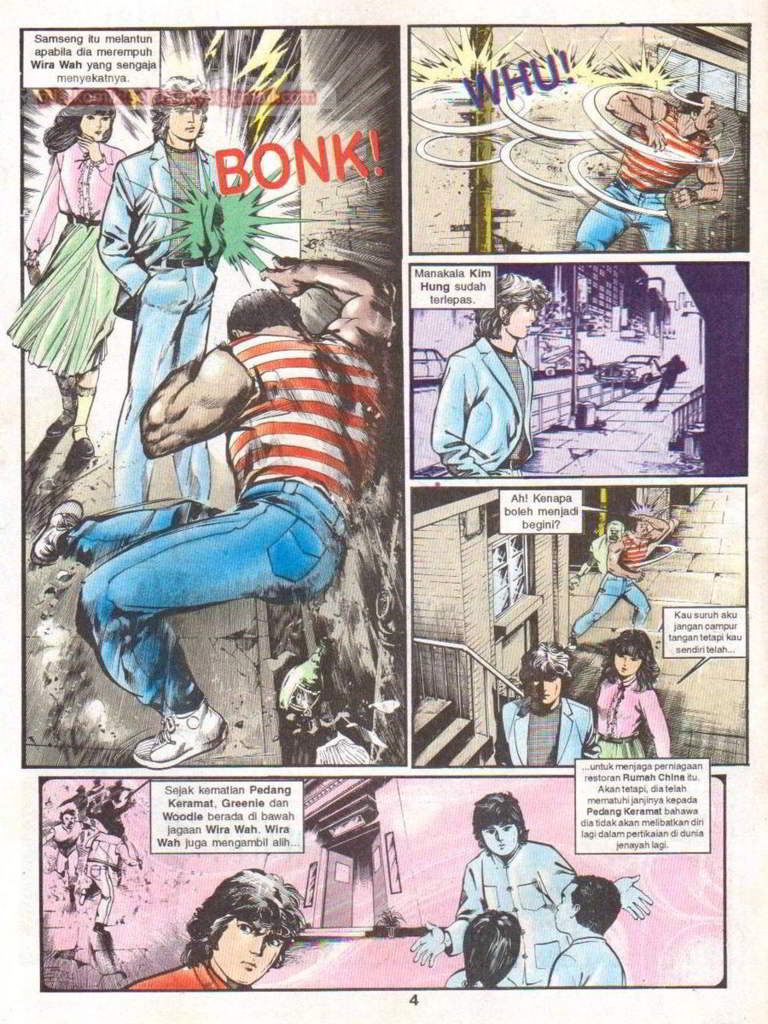 Samseng itu melantun
apabila dia merempuh
Wira Wah yang sengaja
menyekatnya.
BONK!
WHU!
Manakala Kim
Hung sudah
terlepas.
Ah! Kenapa
boleh menjadi
begini?
Kau suruh aku
jangan campur
tangan tetapi kau
sendiri telah...
Sejak kematian Pedang
Keramat, Greenie dan
Woodie berada di bawah
jagaan Wira Wah. Wira
Wah juga mengambil alih...
...untuk menjaga perniagaan
restoran Rumah China itu.
Akan tetapi, dia telah
mematuhi janjinya kepada
Pedang Keramat bahawa
dia tidak akan melibatkan diri
lagi dalam pertikaian di dunia
jenayah lagi.
4